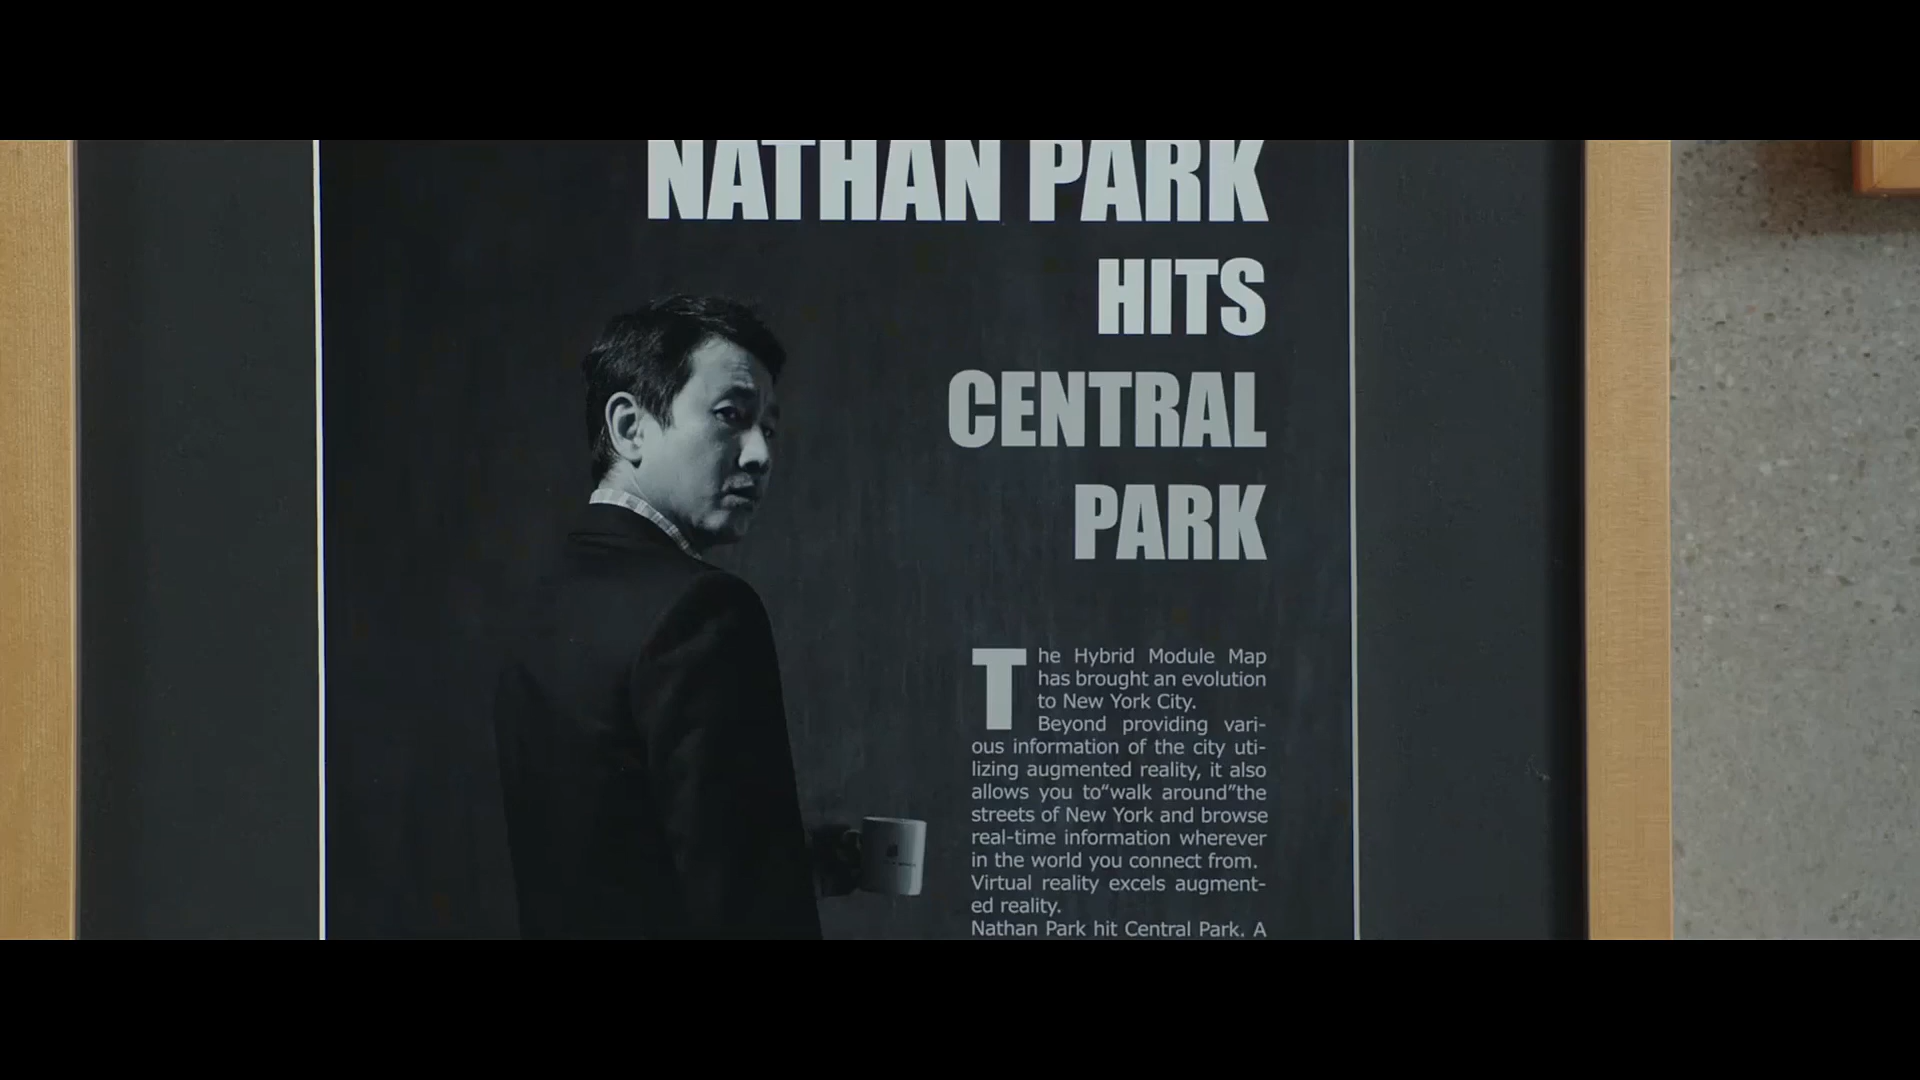 NATHAN PARK
HITS
CENTRAL
PARK
The Hybrid Module Map
has brought an evolution
to New York City.
Beyond providing vari-
ous information of the city uti-
lizing augmented reality, it also
allows you to“walk around”the
streets of New York and browse
real-time information wherever
in the world you connect from.
Virtual reality excels augment-
ed reality.
Nathan Park hit Central Park. A